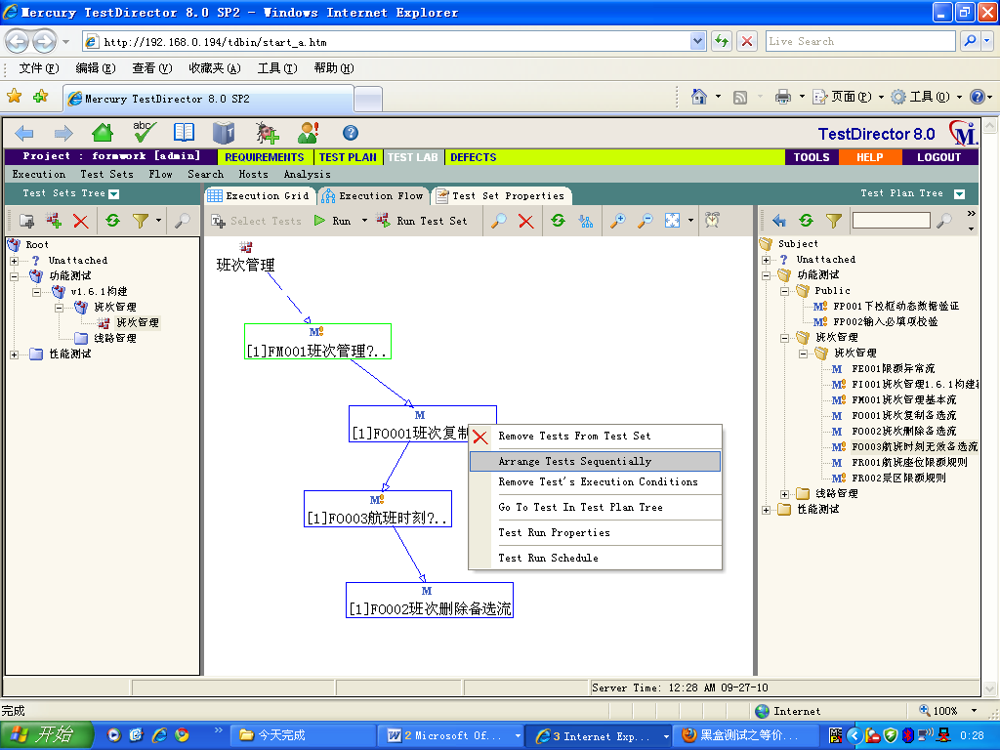 Mercury TestDirector 8.0 SP2 - Windows Internet Explorer
http://192.168.0.194/tdbin/start_a.htm
Live Search
文件(F) 编辑(E) 查看(V) 收藏夹(A) 工具(T) 帮助(H)
Mercury TestDirector 8.0 SP2
页面(P) 工具(O)
abc
TestDirector 8.0
Project : formwork [admin] REQUIREMENTS TEST PLAN TEST LAB DEFECTS TOOLS HELP LOGOUT
Execution Test Sets Flow Search Hosts Analysis
Test Sets Tree
Execution Grid Execution Flow Test Set Properties
Test Plan Tree
Select Tests Run Run Test Set
Root
Unattached
功能测试
v1.6.1构建
班次管理
班次管理
线路管理
性能测试
班次管理
[1]FM001班次管理?..
[1]FO001班次复制
[1]FO003航班时刻?..
[1]FO002班次删除备选流
Remove Tests From Test Set
Arrange Tests Sequentially
Remove Test's Execution Conditions
Go To Test In Test Plan Tree
Test Run Properties
Test Run Schedule
Subject
Unattached
功能测试
Public
FP001下拉框动态数据验证
FP002输入必填项校验
班次管理
班次管理
FE001限额异常流
FI001班次管理1.6.1构建
FM001班次管理基本流
FO001班次复制备选流
FO002班次删除备选流
FO003航班时刻无效备选流
FR001航班座位限额规则
FR002景区限额规则
线路管理
性能测试
Server Time: 12:28 AM 09-27-10
完成
Internet
100%
开始
今天完成
2 Microsoft Of...
3 Internet Exp...
黑盒测试之等价...
0:28